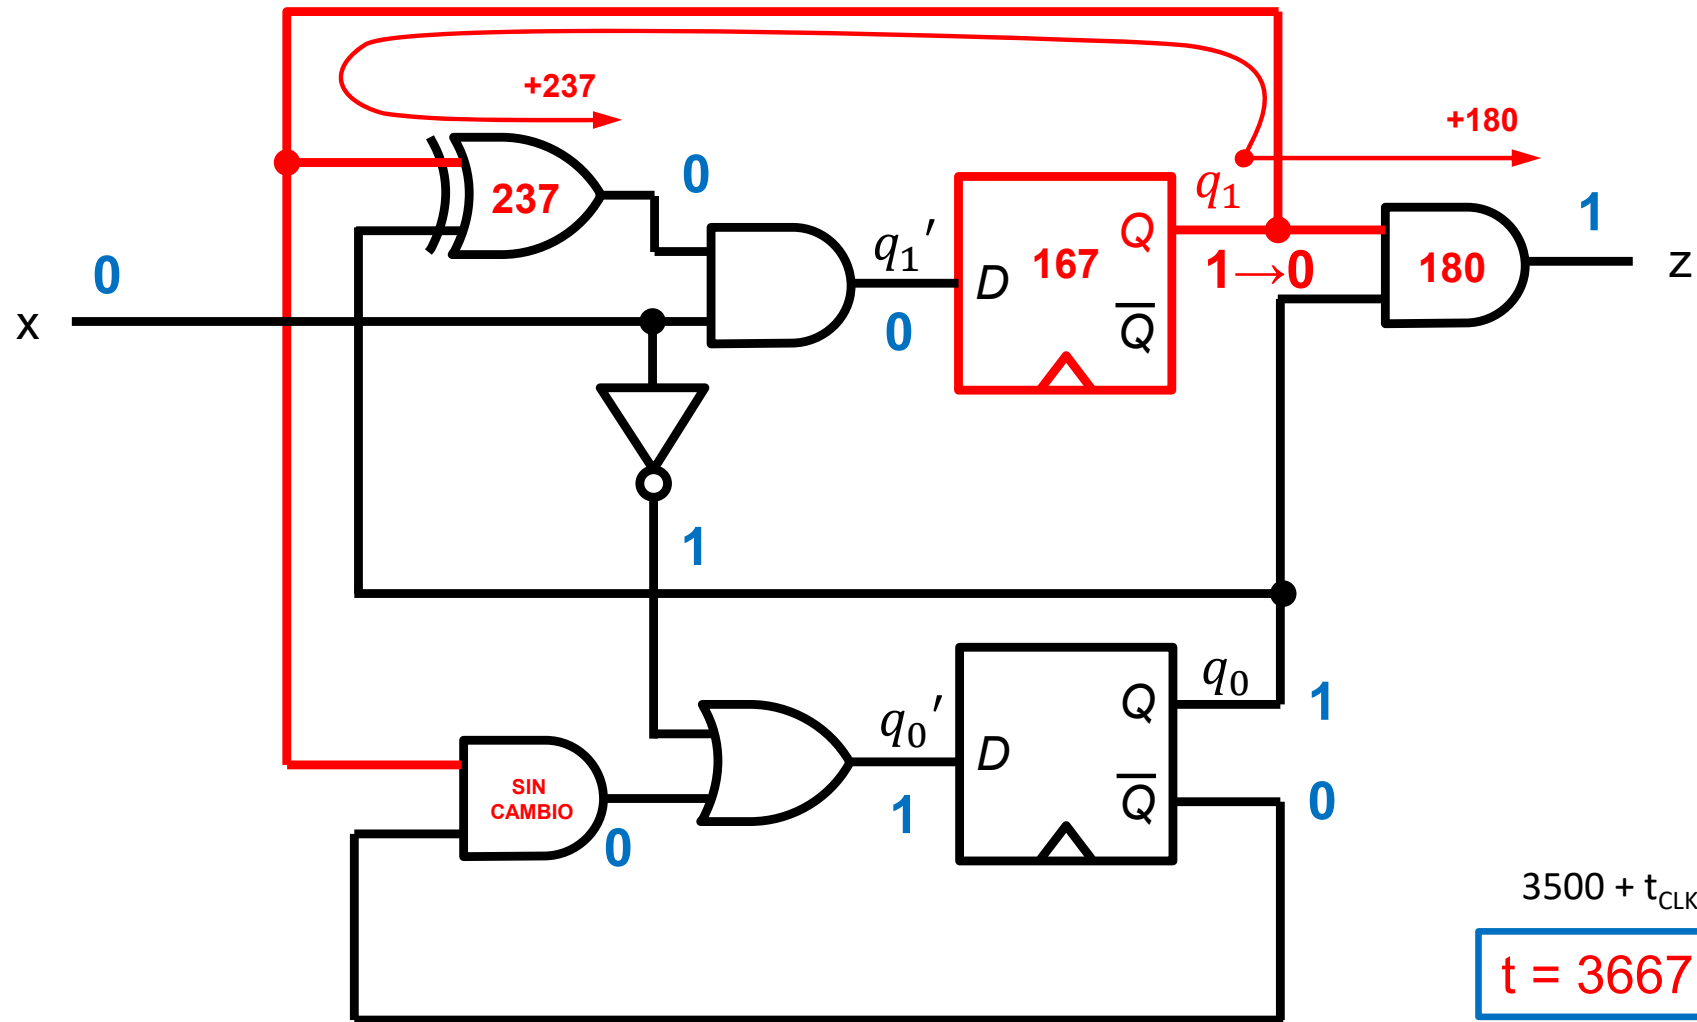 +237
+180
237
0
q₁
1
q₁′
Q
167
1→0
180
z
0
D
Q̅
x
0
1
q₀
1
q₀′
Q
D
SIN
CAMBIO
Q̅
0
1
0
3500 + t_CLK
t = 3667